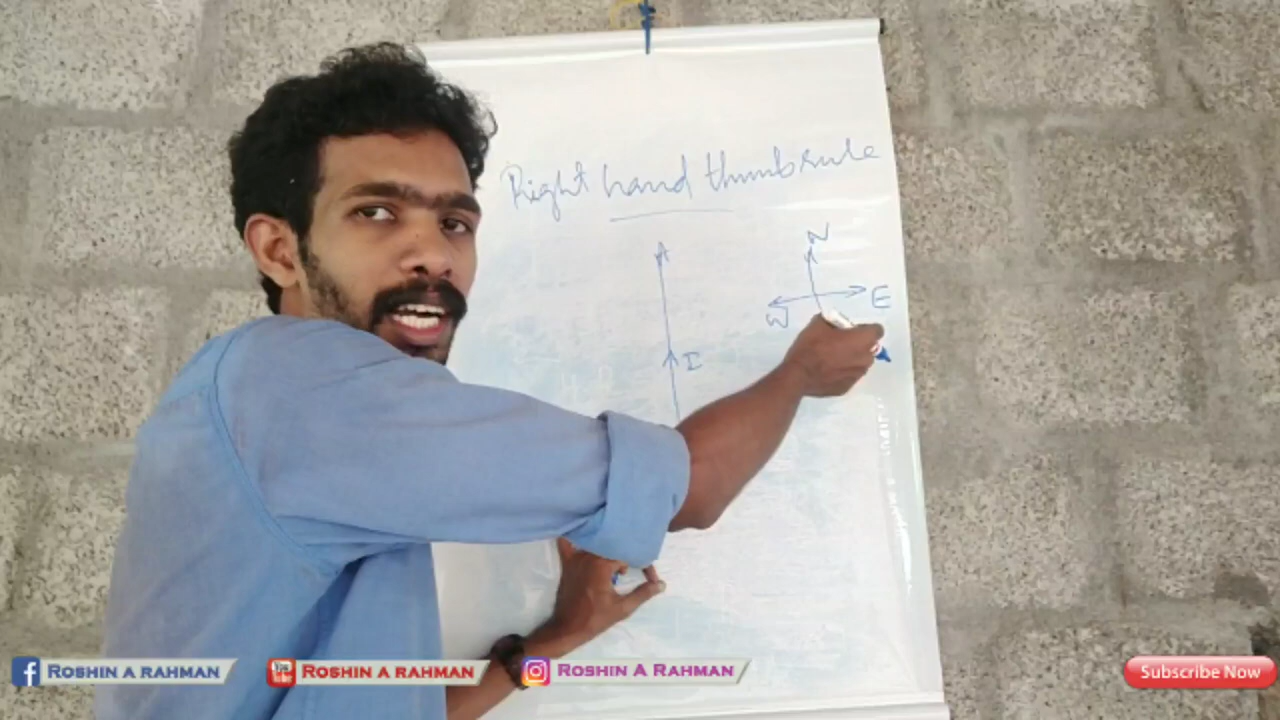 Right hand thumb rule
N
W E
I
ROSHIN A RAHMAN ROSHIN A RAHMAN ROSHIN A RAHMAN Subscribe Now